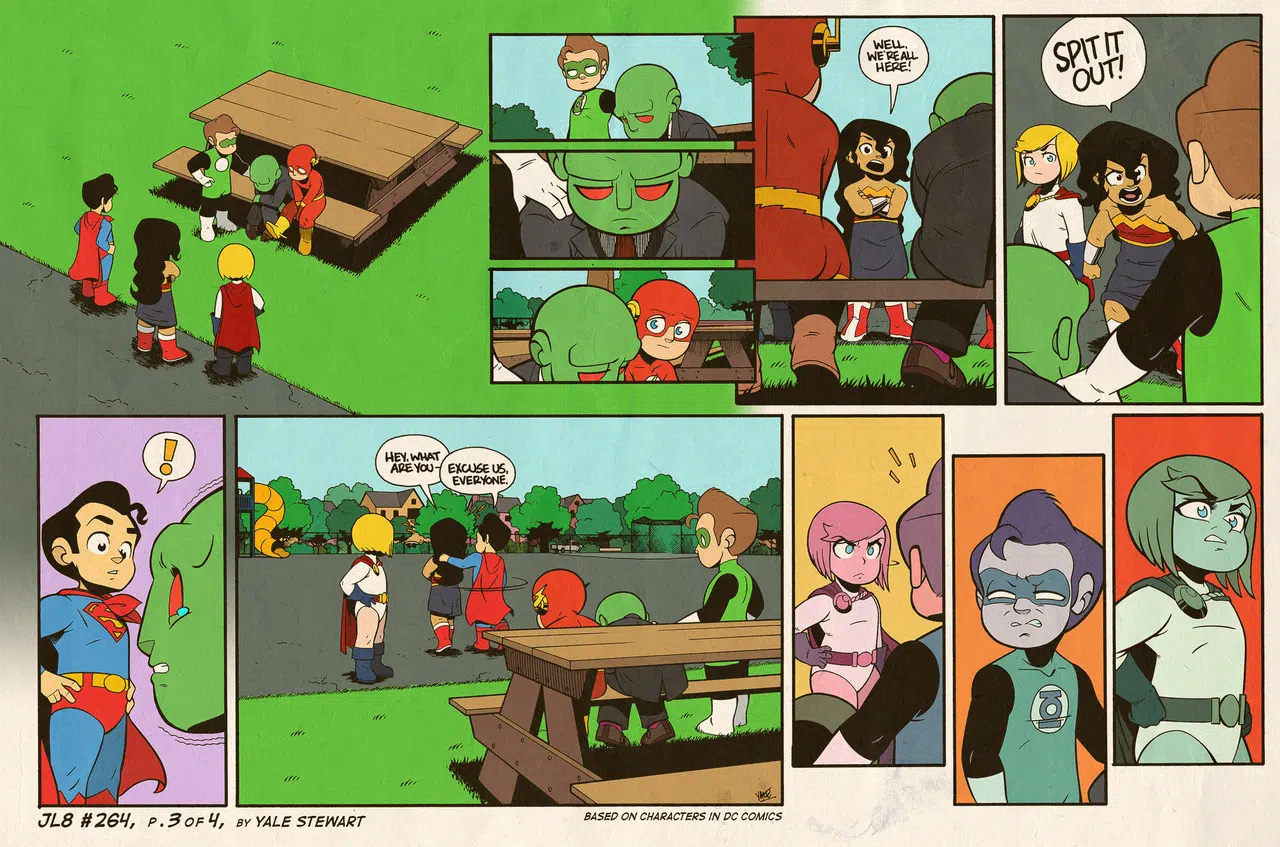 WELL,
WE'RE ALL
HERE!
SPIT IT
OUT!
!
HEY, WHAT
ARE YOU-
EXCUSE US,
EVERYONE.
YALE
JL8 #264, P. 3 OF 4, BY YALE STEWART
BASED ON CHARACTERS IN DC COMICS